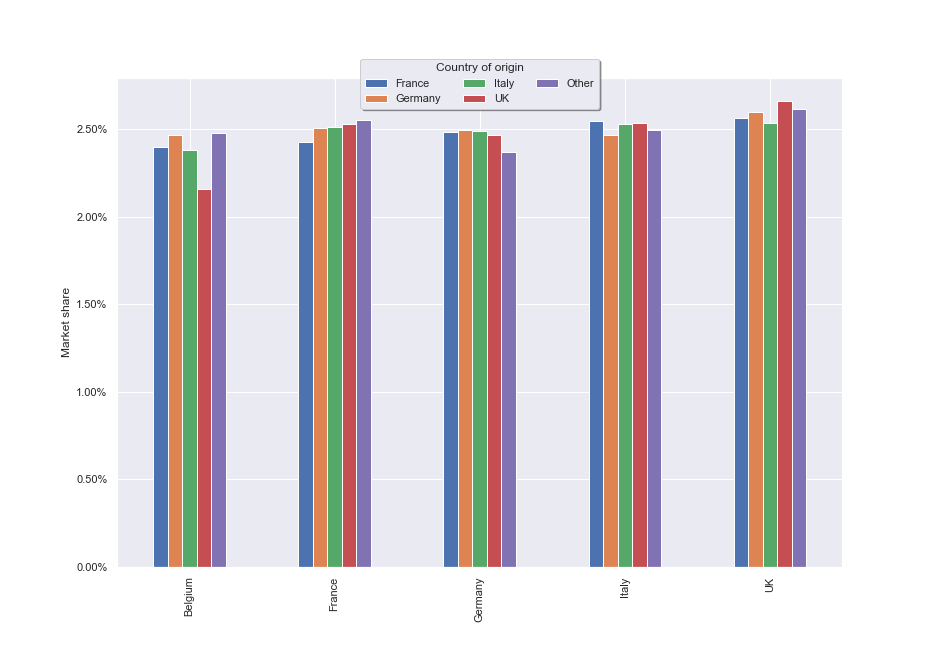 Country of origin
France
Germany
Italy
UK
Other
Market share
2.50%
2.00%
1.50%
1.00%
0.50%
0.00%
Belgium
France
Germany
Italy
UK